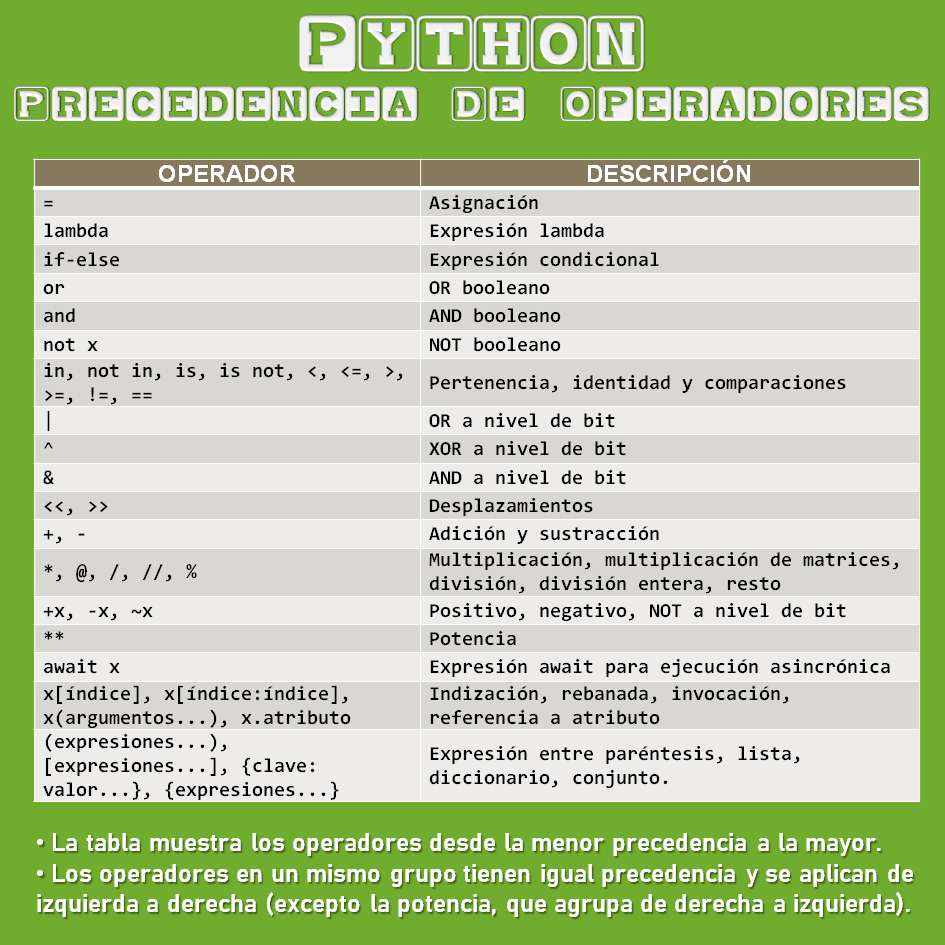 PYTHON
PRECEDENCIA DE OPERADORES
OPERADOR DESCRIPCIÓN
= Asignación
lambda Expresión lambda
if-else Expresión condicional
or OR booleano
and AND booleano
not x NOT booleano
in, not in, is, is not, <, <=, >,
>=, !=, == Pertenencia, identidad y comparaciones
| OR a nivel de bit
^ XOR a nivel de bit
& AND a nivel de bit
<<, >> Desplazamientos
+, - Adición y sustracción
*, @, /, //, % Multiplicación, multiplicación de matrices,
división, división entera, resto
+x, -x, ~x Positivo, negativo, NOT a nivel de bit
** Potencia
await x Expresión await para ejecución asincrónica
x[índice], x[índice:índice], Indización, rebanada, invocación,
x(argumentos...), x.atributo referencia a atributo
(expresiones...),
[expresiones...], {clave: Expresión entre paréntesis, lista,
valor...}, {expresiones...} diccionario, conjunto.
• La tabla muestra los operadores desde la menor precedencia a la mayor.
• Los operadores en un mismo grupo tienen igual precedencia y se aplican de
izquierda a derecha (excepto la potencia, que agrupa de derecha a izquierda).